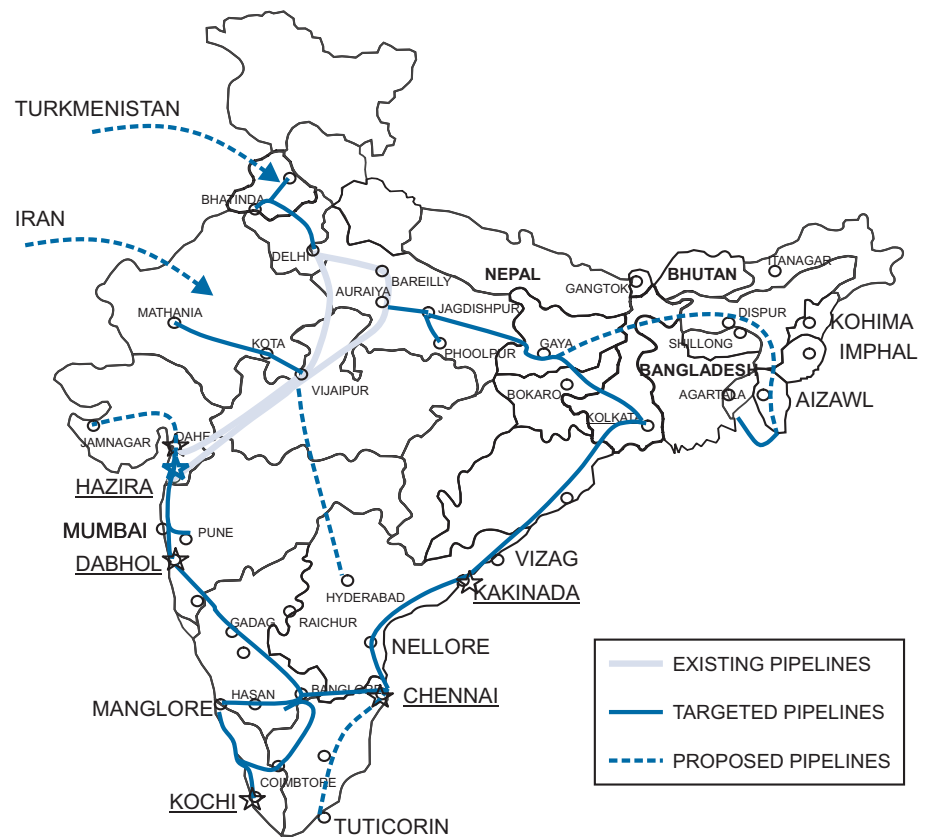 TURKMENISTAN
BHATINDA
IRAN
DELHI
BAREILLY
NEPAL
GANGTOK
BHUTAN
ITANAGAR
AURAIYA
MATHANIA
JAGDISHPUR
DISPUR
KOHIMA
KOTA
PHOOLPUR
GAYA
SHILLONG
IMPHAL
BANGLADESH
VIJAIPUR
BOKARO
AGARTALA
AIZAWL
JAMNAGAR
KOLKATA
HAZIRA
MUMBAI
PUNE
DABHOL
VIZAG
HYDERABAD
KAKINADA
GADAG
RAICHUR
NELLORE
EXISTING PIPELINES
HASAN
BANGLORE
CHENNAI
MANGLORE
TARGETED PIPELINES
COIMBTORE
PROPOSED PIPELINES
KOCHI
TUTICORIN